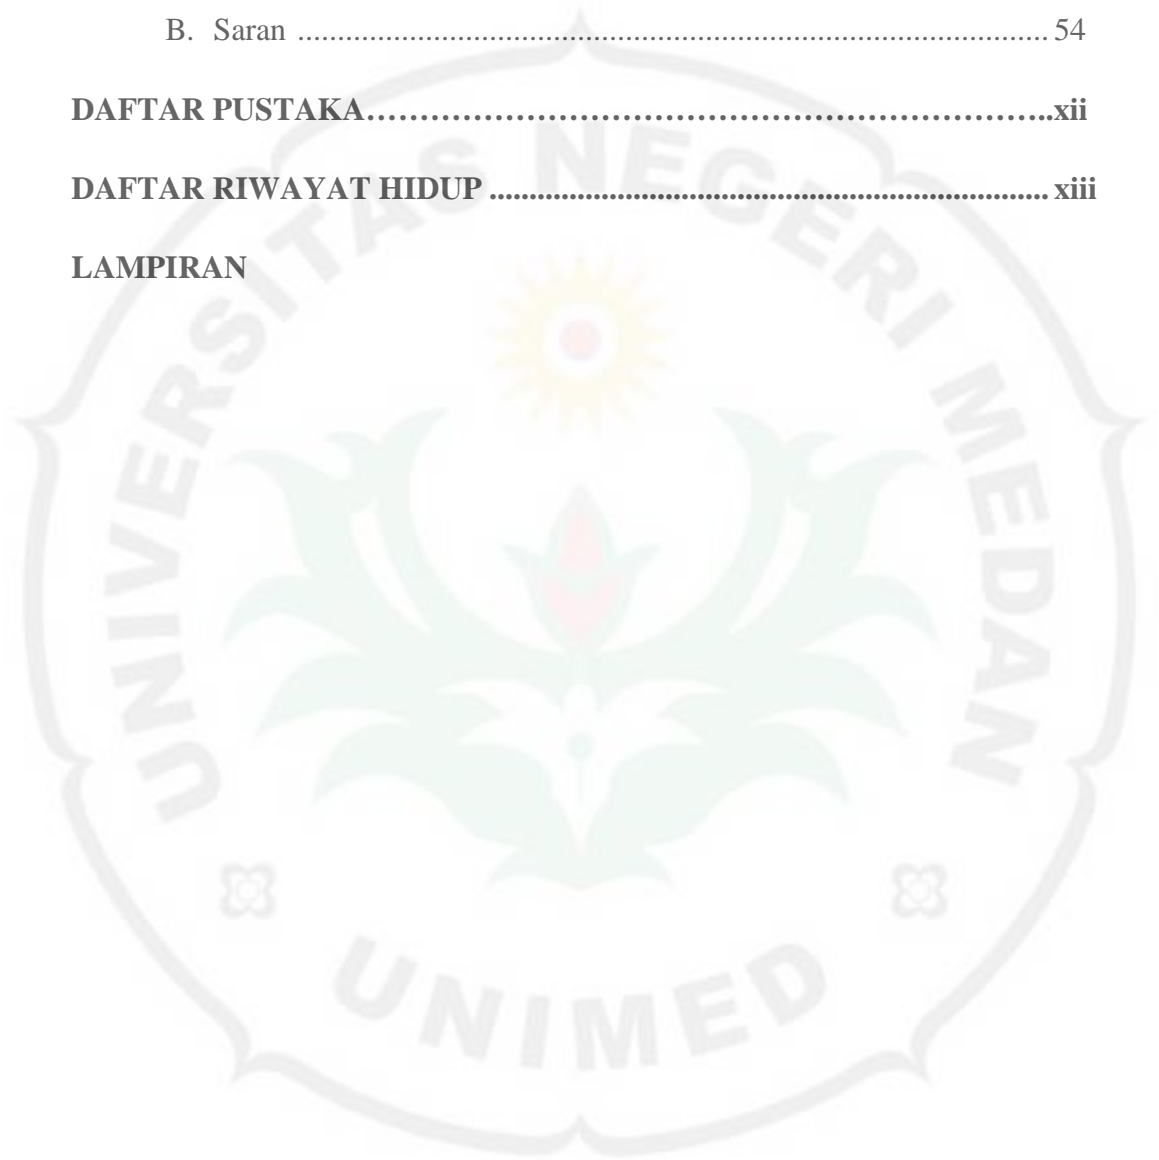 B. Saran ........................................................................................ 54
DAFTAR PUSTAKA…………………………………………………………..xii
DAFTAR RIWAYAT HIDUP ..................................................................... xiii
LAMPIRAN
UNIVERSITAS NEGERI MEDAN
UNIMED